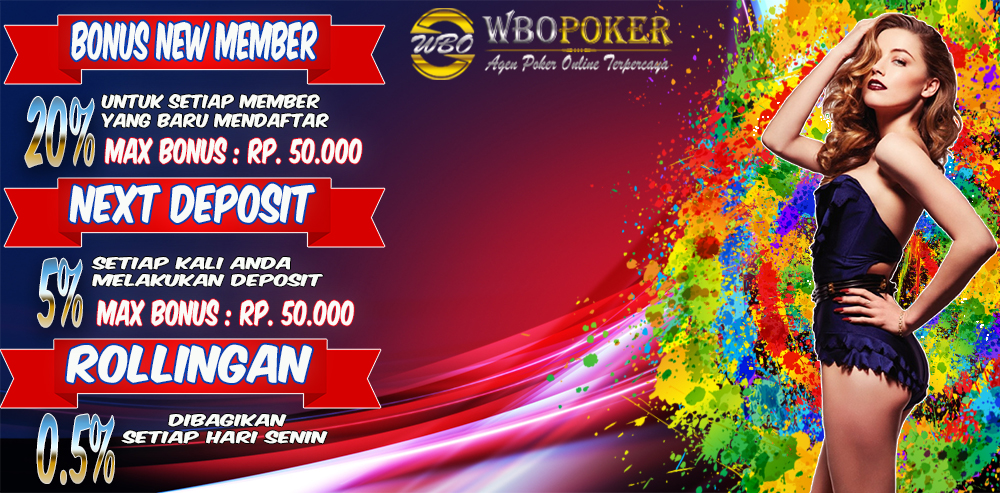 BONUS NEW MEMBER
20% UNTUK SETIAP MEMBER
YANG BARU MENDAFTAR
MAX BONUS : RP. 50.000
NEXT DEPOSIT
5% SETIAP KALI ANDA
MELAKUKAN DEPOSIT
MAX BONUS : RP. 50.000
ROLLINGAN
0.5% DIBAGIKAN
SETIAP HARI SENIN
WBO WBOPOKER
Agen Poker Online Terpercaya